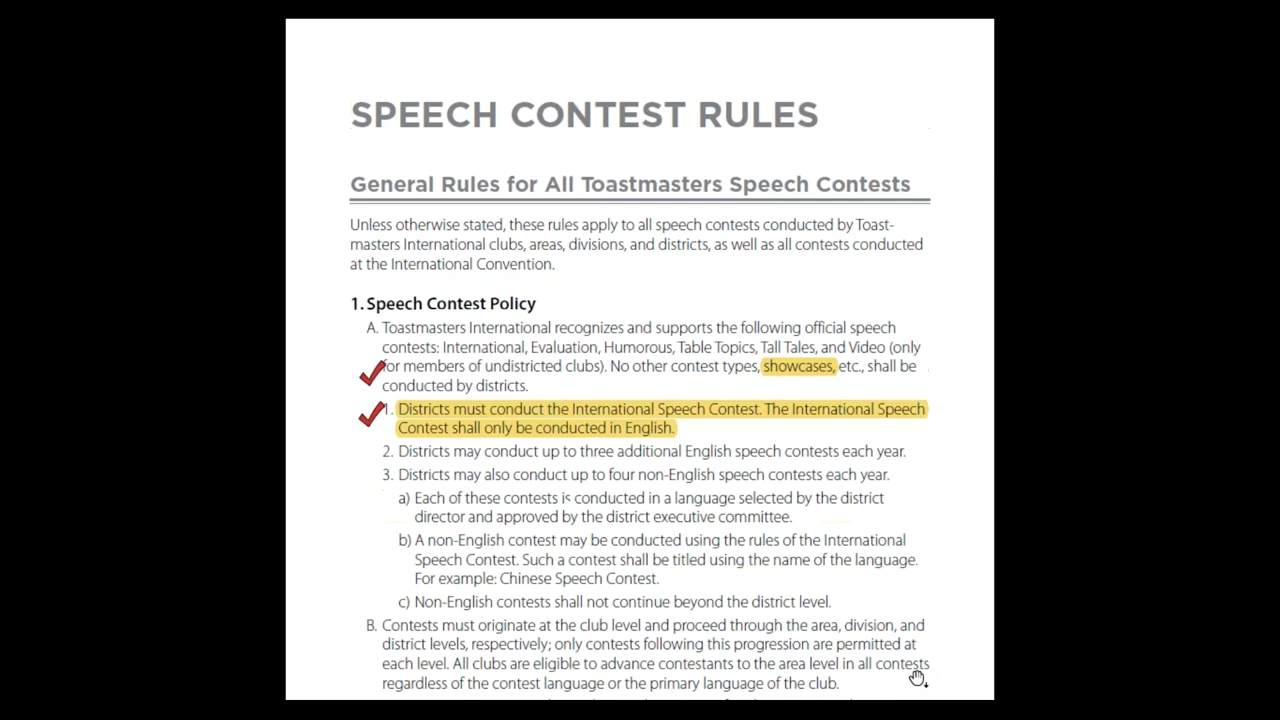 SPEECH CONTEST RULES
General Rules for All Toastmasters Speech Contests
Unless otherwise stated, these rules apply to all speech contests conducted by Toast-
masters International clubs, areas, divisions, and districts, as well as all contests conducted
at the International Convention.
1. Speech Contest Policy
A. Toastmasters International recognizes and supports the following official speech
contests: International, Evaluation, Humorous, Table Topics, Tall Tales, and Video (only
for members of undistricted clubs). No other contest types, showcases, etc., shall be
conducted by districts.
1. Districts must conduct the International Speech Contest. The International Speech
Contest shall only be conducted in English.
2. Districts may conduct up to three additional English speech contests each year.
3. Districts may also conduct up to four non-English speech contests each year.
a) Each of these contests is conducted in a language selected by the district
director and approved by the district executive committee.
b) A non-English contest may be conducted using the rules of the International
Speech Contest. Such a contest shall be titled using the name of the language.
For example: Chinese Speech Contest.
c) Non-English contests shall not continue beyond the district level.
B. Contests must originate at the club level and proceed through the area, division, and
district levels, respectively; only contests following this progression are permitted at
each level. All clubs are eligible to advance contestants to the area level in all contests
regardless of the contest language or the primary language of the club.